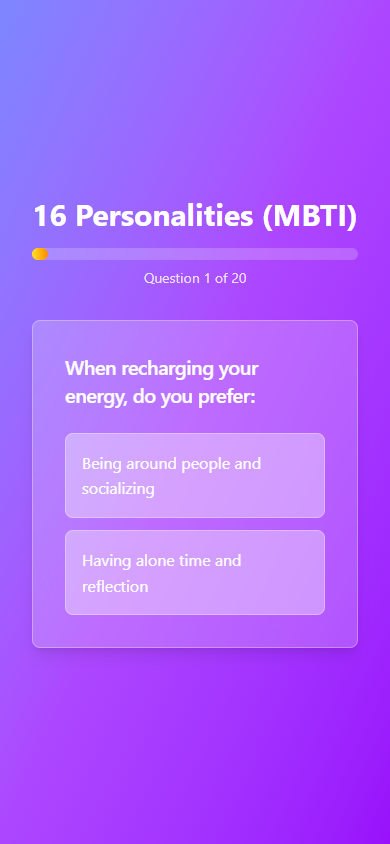 16 Personalities (MBTI)
Question 1 of 20
When recharging your
energy, do you prefer:
Being around people and
socializing
Having alone time and
reflection